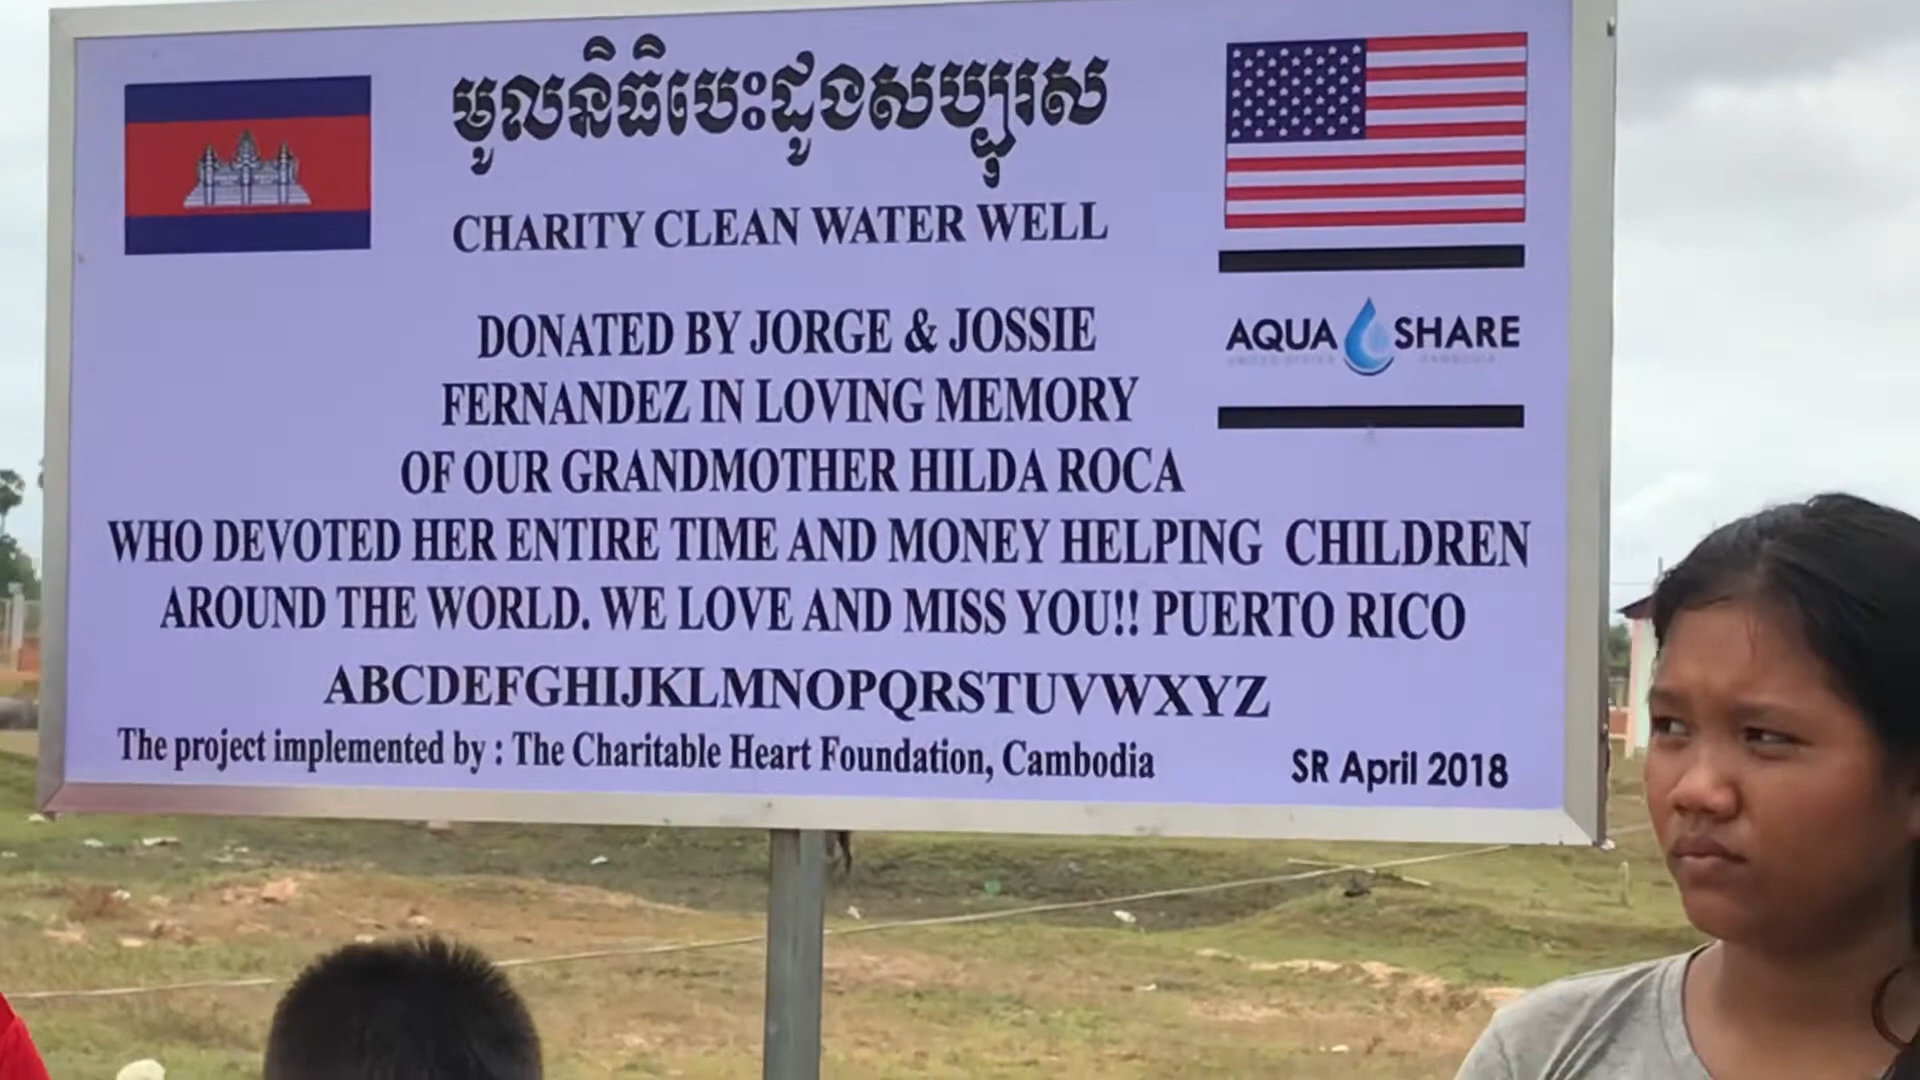 មូលនិធិបេះដូងសប្បុរស
CHARITY CLEAN WATER WELL
DONATED BY JORGE & JOSSIE
FERNANDEZ IN LOVING MEMORY
OF OUR GRANDMOTHER HILDA ROCA
WHO DEVOTED HER ENTIRE TIME AND MONEY HELPING CHILDREN
AROUND THE WORLD. WE LOVE AND MISS YOU!! PUERTO RICO
ABCDEFGHIJKLMNOPQRSTUVWXYZ
The project implemented by : The Charitable Heart Foundation, Cambodia
SR April 2018
AQUA SHARE
UNITED STATES CAMBODIA